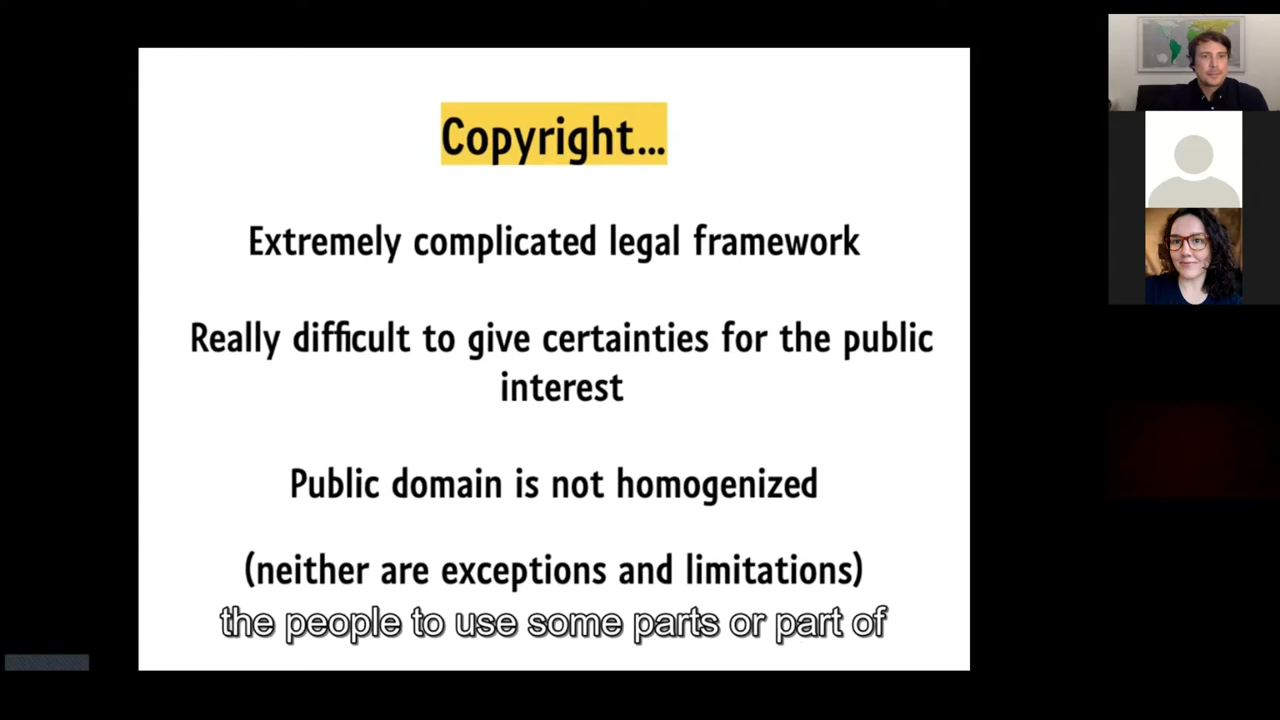 Copyright...
Extremely complicated legal framework
Really difficult to give certainties for the public
interest
Public domain is not homogenized
(neither are exceptions and limitations)
the people to use some parts or part of